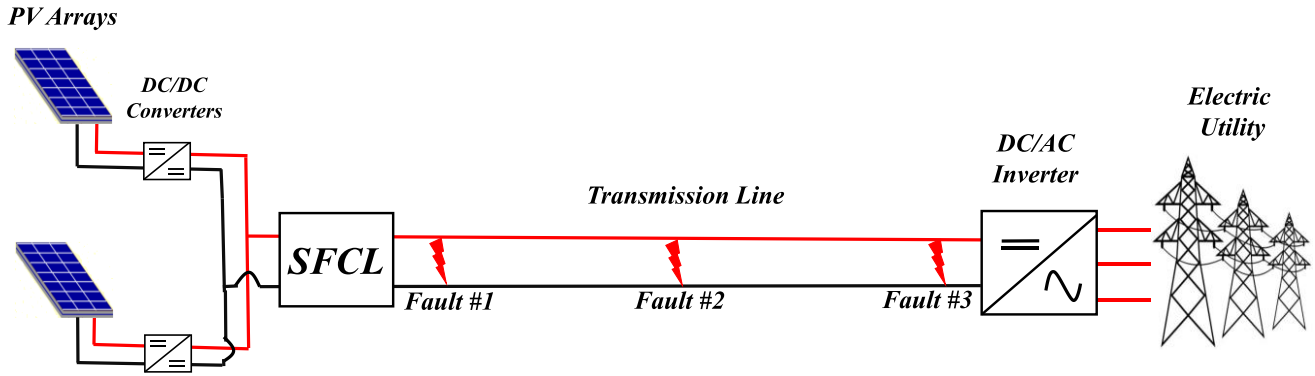 PV Arrays
DC/DC
Converters
SFCL
Transmission Line
Fault #1
Fault #2
Fault #3
DC/AC
Inverter
Electric
Utility